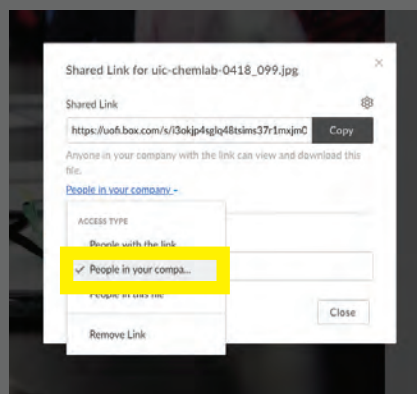 Shared Link for uic-chemlab-0418_099.jpg
Shared Link
https://uofi.box.com/s/i3okjp4sglq48tsims37r1mxjm0
Copy
Anyone in your company with the link can view and download this
file.
People in your company
ACCESS TYPE
People with the link
✓ People in your compa...
People in this file
Remove Link
Close